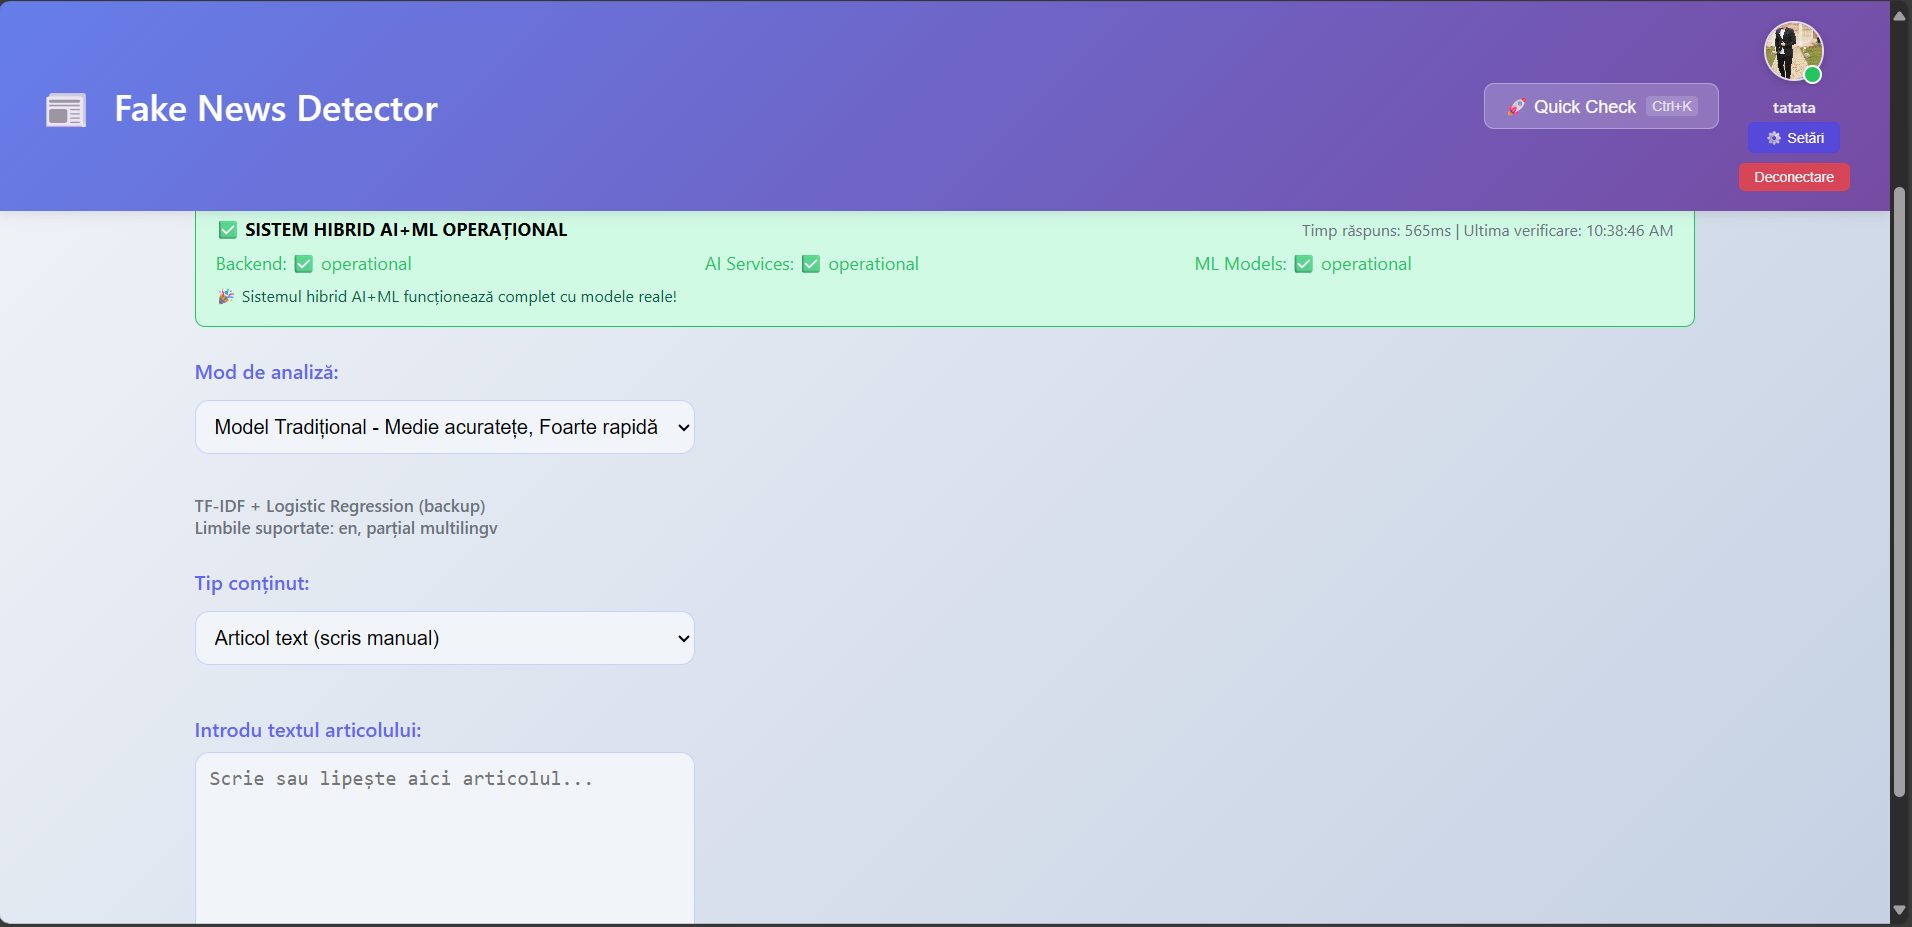 Fake News Detector
🚀 Quick Check Ctrl+K
tatata
⚙️ Setări
Deconectare
✅ SISTEM HIBRID AI+ML OPERAȚIONAL
Timp răspuns: 565ms | Ultima verificare: 10:38:46 AM
Backend: ✅ operational
AI Services: ✅ operational
ML Models: ✅ operational
🎉 Sistemul hibrid AI+ML funcționează complet cu modele reale!
Mod de analiză:
Model Tradițional - Medie acuratețe, Foarte rapidă
TF-IDF + Logistic Regression (backup)
Limbile suportate: en, parțial multilingv
Tip conținut:
Articol text (scris manual)
Introdu textul articolului:
Scrie sau lipește aici articolul...